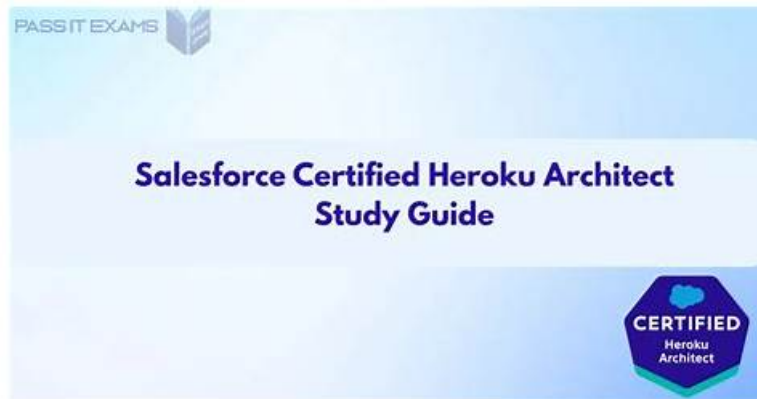 PASS IT EXAMS
Salesforce Certified Heroku Architect
Study Guide
CERTIFIED
Heroku
Architect